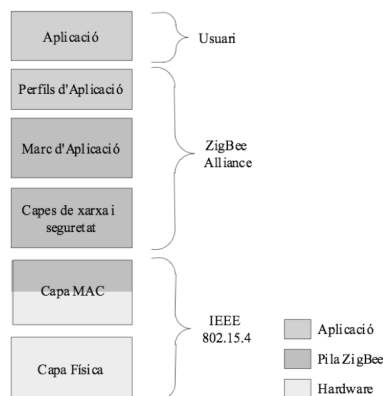 Aplicació
Usuari
Perfils d'Aplicació
Marc d'Aplicació
ZigBee
Alliance
Capes de xarxa i
seguretat
Capa MAC
IEEE
802.15.4
Capa Física
Aplicació
Pila ZigBee
Hardware